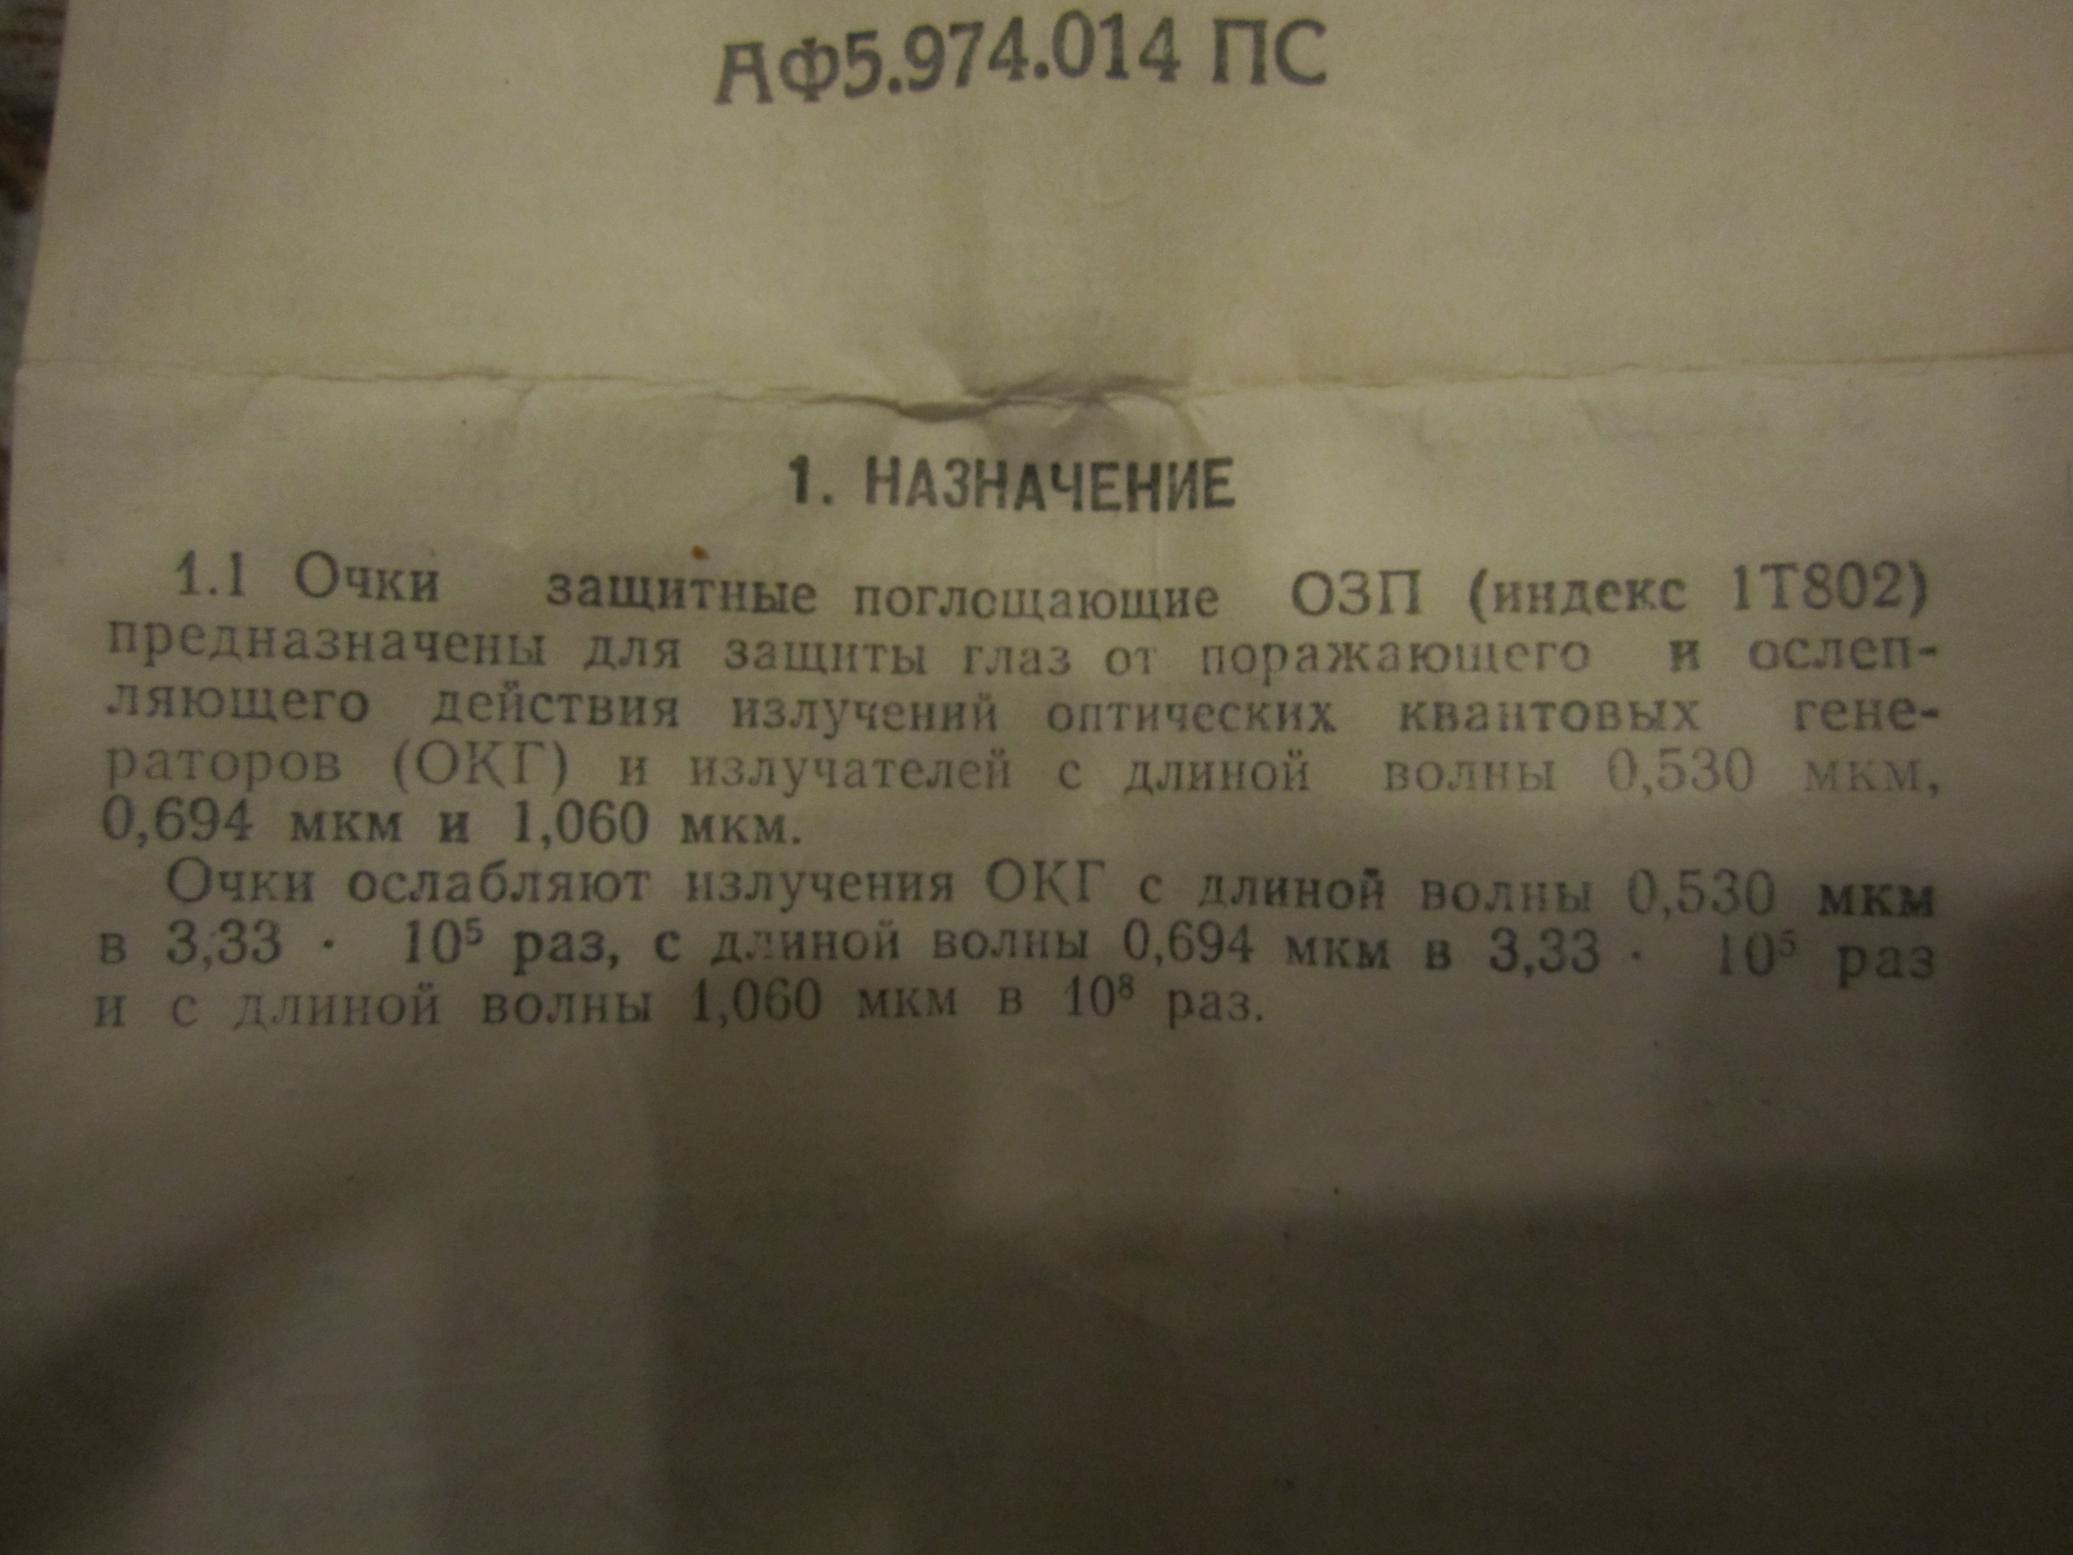 АФ5.974.014 ПС
1. НАЗНАЧЕНИЕ
1.1 Очки защитные поглощающие ОЗП (индекс 1Т802)
предназначены для защиты глаз от поражающего и ослеп-
ляющего действия излучений оптических квантовых гене-
раторов (ОКГ) и излучателей с длиной волны 0,530 мкм,
0,694 мкм и 1,060 мкм.
Очки ослабляют излучения ОКГ с длиной волны 0,530 мкм
в 3,33 · 10⁵ раз, с длиной волны 0,694 мкм в 3,33 · 10⁵ раз
и с длиной волны 1,060 мкм в 10⁸ раз.